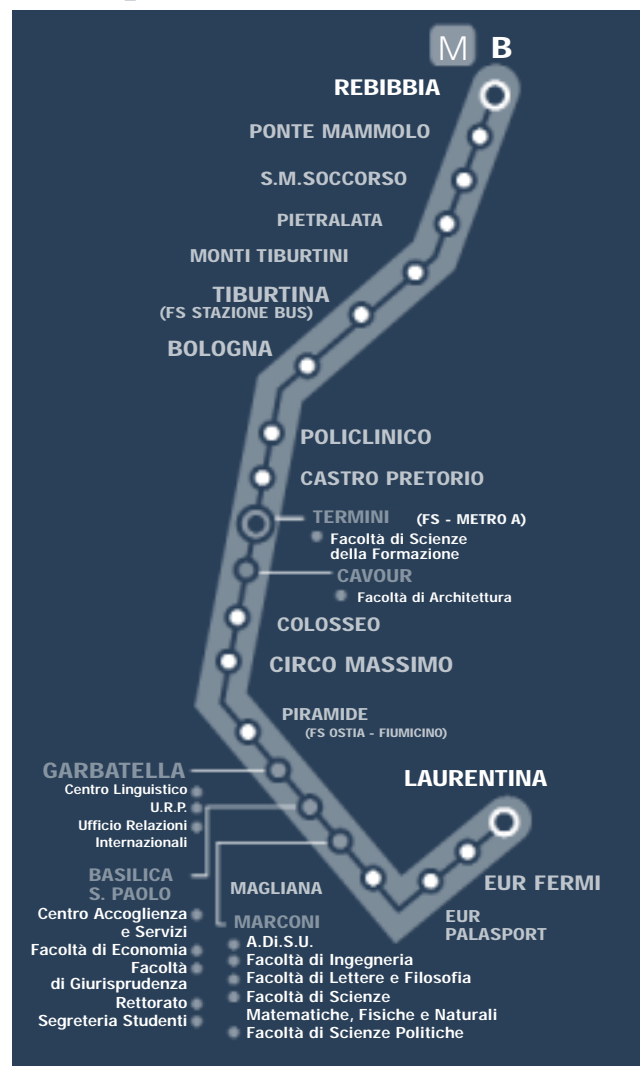 M B
REBIBBIA
PONTE MAMMOLO
S.M.SOCCORSO
PIETRALATA
MONTI TIBURTINI
TIBURTINA
(FS STAZIONE BUS)
BOLOGNA
POLICLINICO
CASTRO PRETORIO
TERMINI (FS - METRO A)
Facoltà di Scienze
della Formazione
CAVOUR
Facoltà di Architettura
COLOSSEO
CIRCO MASSIMO
PIRAMIDE
(FS OSTIA - FIUMICINO)
GARBATELLA
Centro Linguistico
U.R.P.
Ufficio Relazioni
Internazionali
BASILICA
S. PAOLO
Centro Accoglienza
e Servizi
Facoltà di Economia
Facoltà
di Giurisprudenza
Rettorato
Segreteria Studenti
MARCONI
A.Di.S.U.
Facoltà di Ingegneria
Facoltà di Lettere e Filosofia
Facoltà di Scienze
Matematiche, Fisiche e Naturali
Facoltà di Scienze Politiche
MAGLIANA
EUR
PALASPORT
EUR FERMI
LAURENTINA